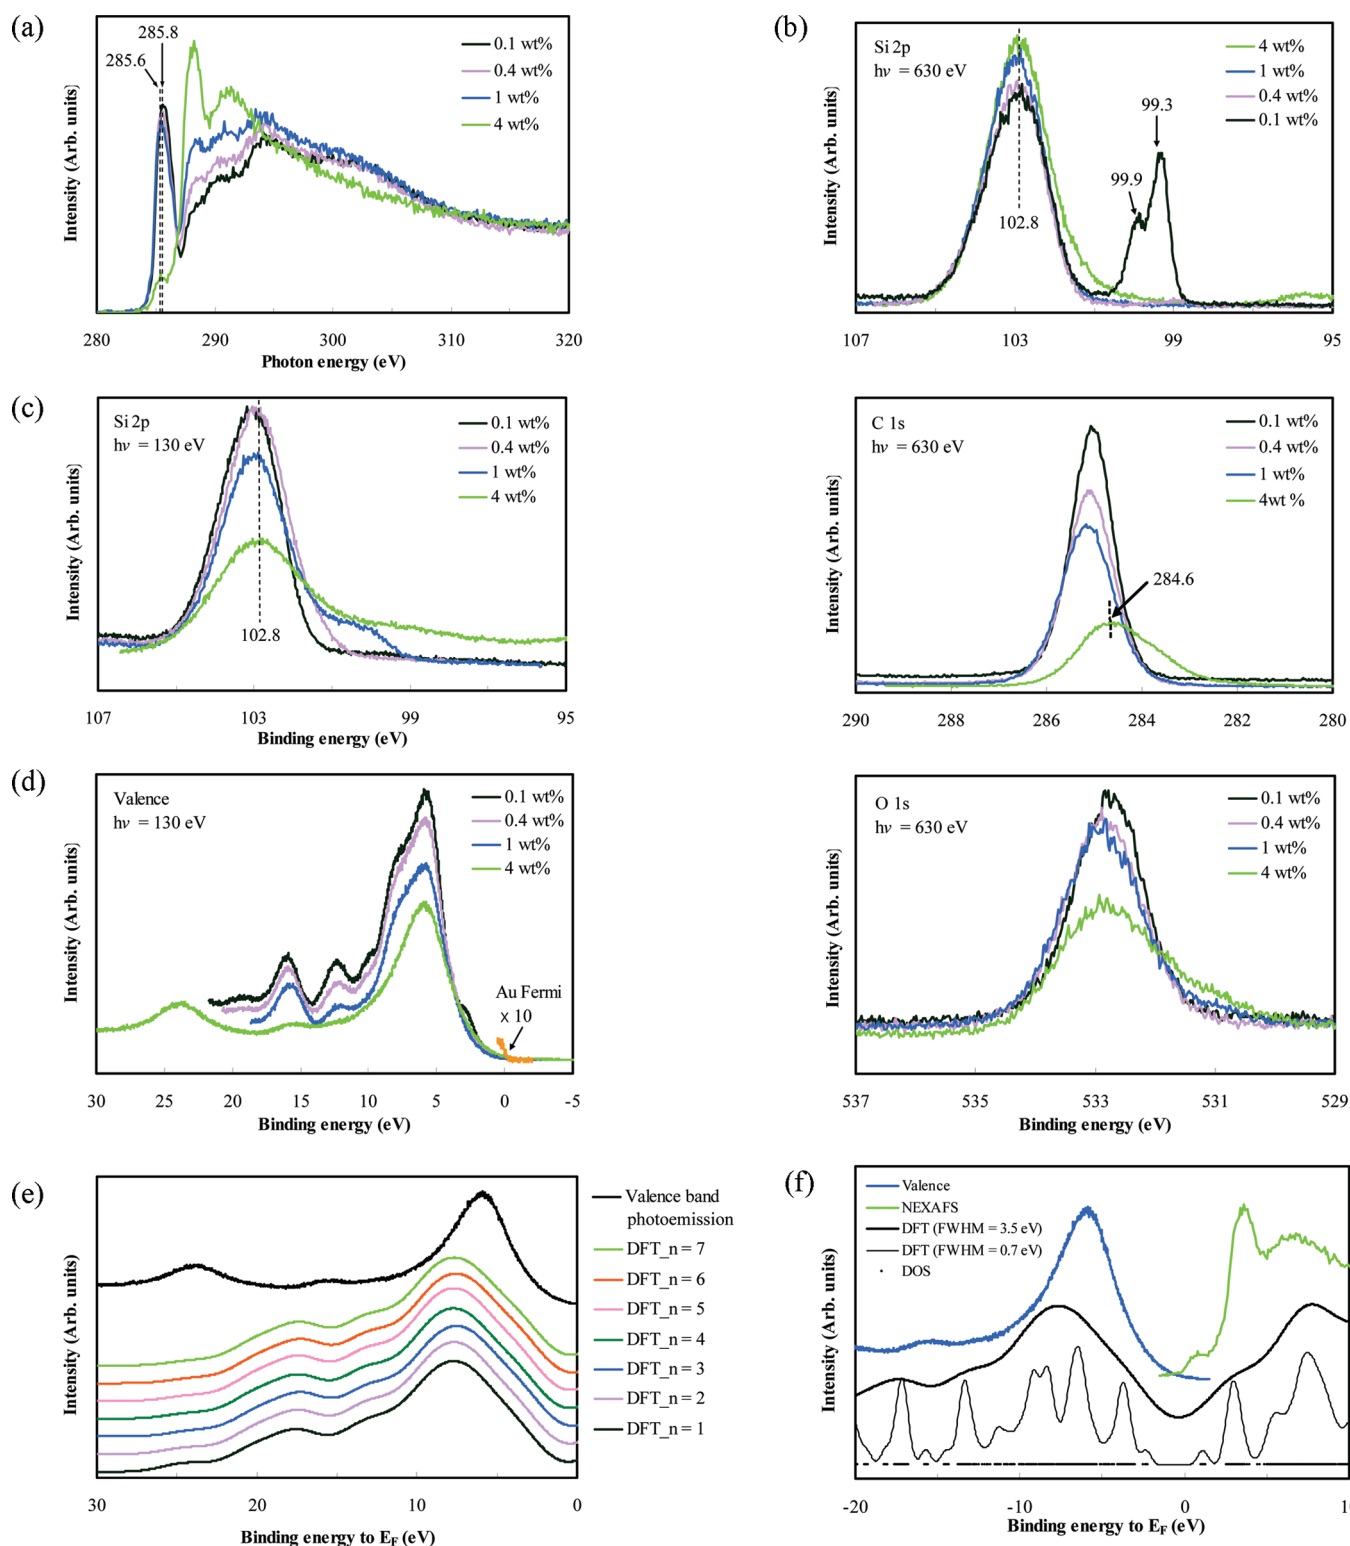 (a)
285.8
285.6
0.1 wt%
0.4 wt%
1 wt%
4 wt%
Intensity (Arb. units)
280 290 300 310 320
Photon energy (eV)
(b)
Si 2p
hν = 630 eV
4 wt%
1 wt%
0.4 wt%
0.1 wt%
99.3
99.9
102.8
Intensity (Arb. units)
107 103 99 95
(c)
Si 2p
hν = 130 eV
0.1 wt%
0.4 wt%
1 wt%
4 wt%
102.8
Intensity (Arb. units)
107 103 99 95
Binding energy (eV)
C 1s
hν = 630 eV
0.1 wt%
0.4 wt%
1 wt%
4wt %
284.6
Intensity (Arb. units)
290 288 286 284 282 280
(d)
Valence
hν = 130 eV
0.1 wt%
0.4 wt%
1 wt%
4 wt%
Au Fermi
x 10
Intensity (Arb. units)
30 25 20 15 10 5 0 -5
Binding energy (eV)
O 1s
hν = 630 eV
0.1 wt%
0.4 wt%
1 wt%
4 wt%
Intensity (Arb. units)
537 535 533 531 529
Binding energy (eV)
(e)
Valence band
photoemission
DFT_n = 7
DFT_n = 6
DFT_n = 5
DFT_n = 4
DFT_n = 3
DFT_n = 2
DFT_n = 1
Intensity (Arb. units)
30 20 10 0
Binding energy to EF (eV)
(f)
Valence
NEXAFS
DFT (FWHM = 3.5 eV)
DFT (FWHM = 0.7 eV)
DOS
Intensity (Arb. units)
-20 -10 0
Binding energy to EF (eV)